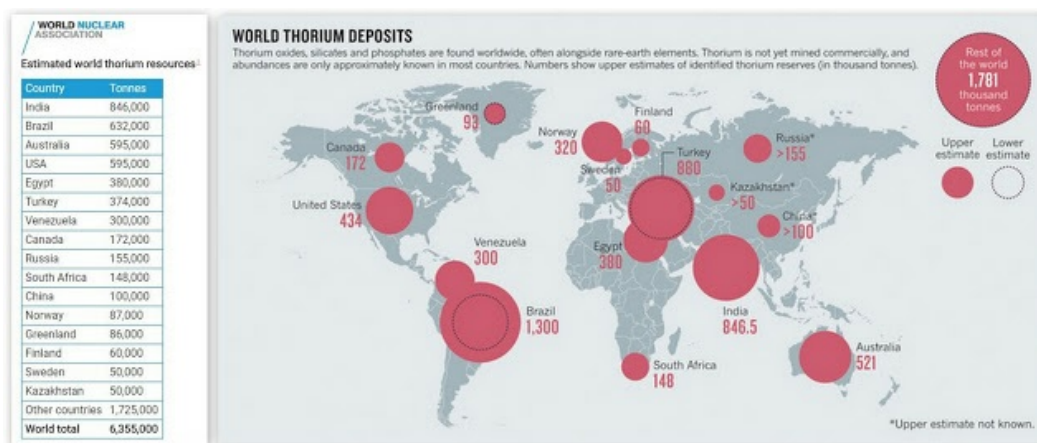 WORLD NUCLEAR
ASSOCIATION
Estimated world thorium resources¹
Country Tonnes
India 846,000
Brazil 632,000
Australia 595,000
USA 595,000
Egypt 380,000
Turkey 374,000
Venezuela 300,000
Canada 172,000
Russia 155,000
South Africa 148,000
China 100,000
Norway 87,000
Greenland 86,000
Finland 60,000
Sweden 50,000
Kazakhstan 50,000
Other countries 1,725,000
World total 6,355,000
WORLD THORIUM DEPOSITS
Thorium oxides, silicates and phosphates are found worldwide, often alongside rare-earth elements. Thorium is not yet mined commercially, and
abundances are only approximately known in most countries. Numbers show upper estimates of identified thorium reserves (in thousand tonnes).
Rest of
the world
1,781
thousand
tonnes
Upper
estimate
Lower
estimate
Greenland
93
Canada
172
United States
434
Venezuela
300
Brazil
1,300
Norway
320
Finland
60
Sweden
50
Turkey
880
Russia*
>155
Kazakhstan*
>50
China*
>100
Egypt
380
India
846.5
South Africa
148
Australia
521
*Upper estimate not known.